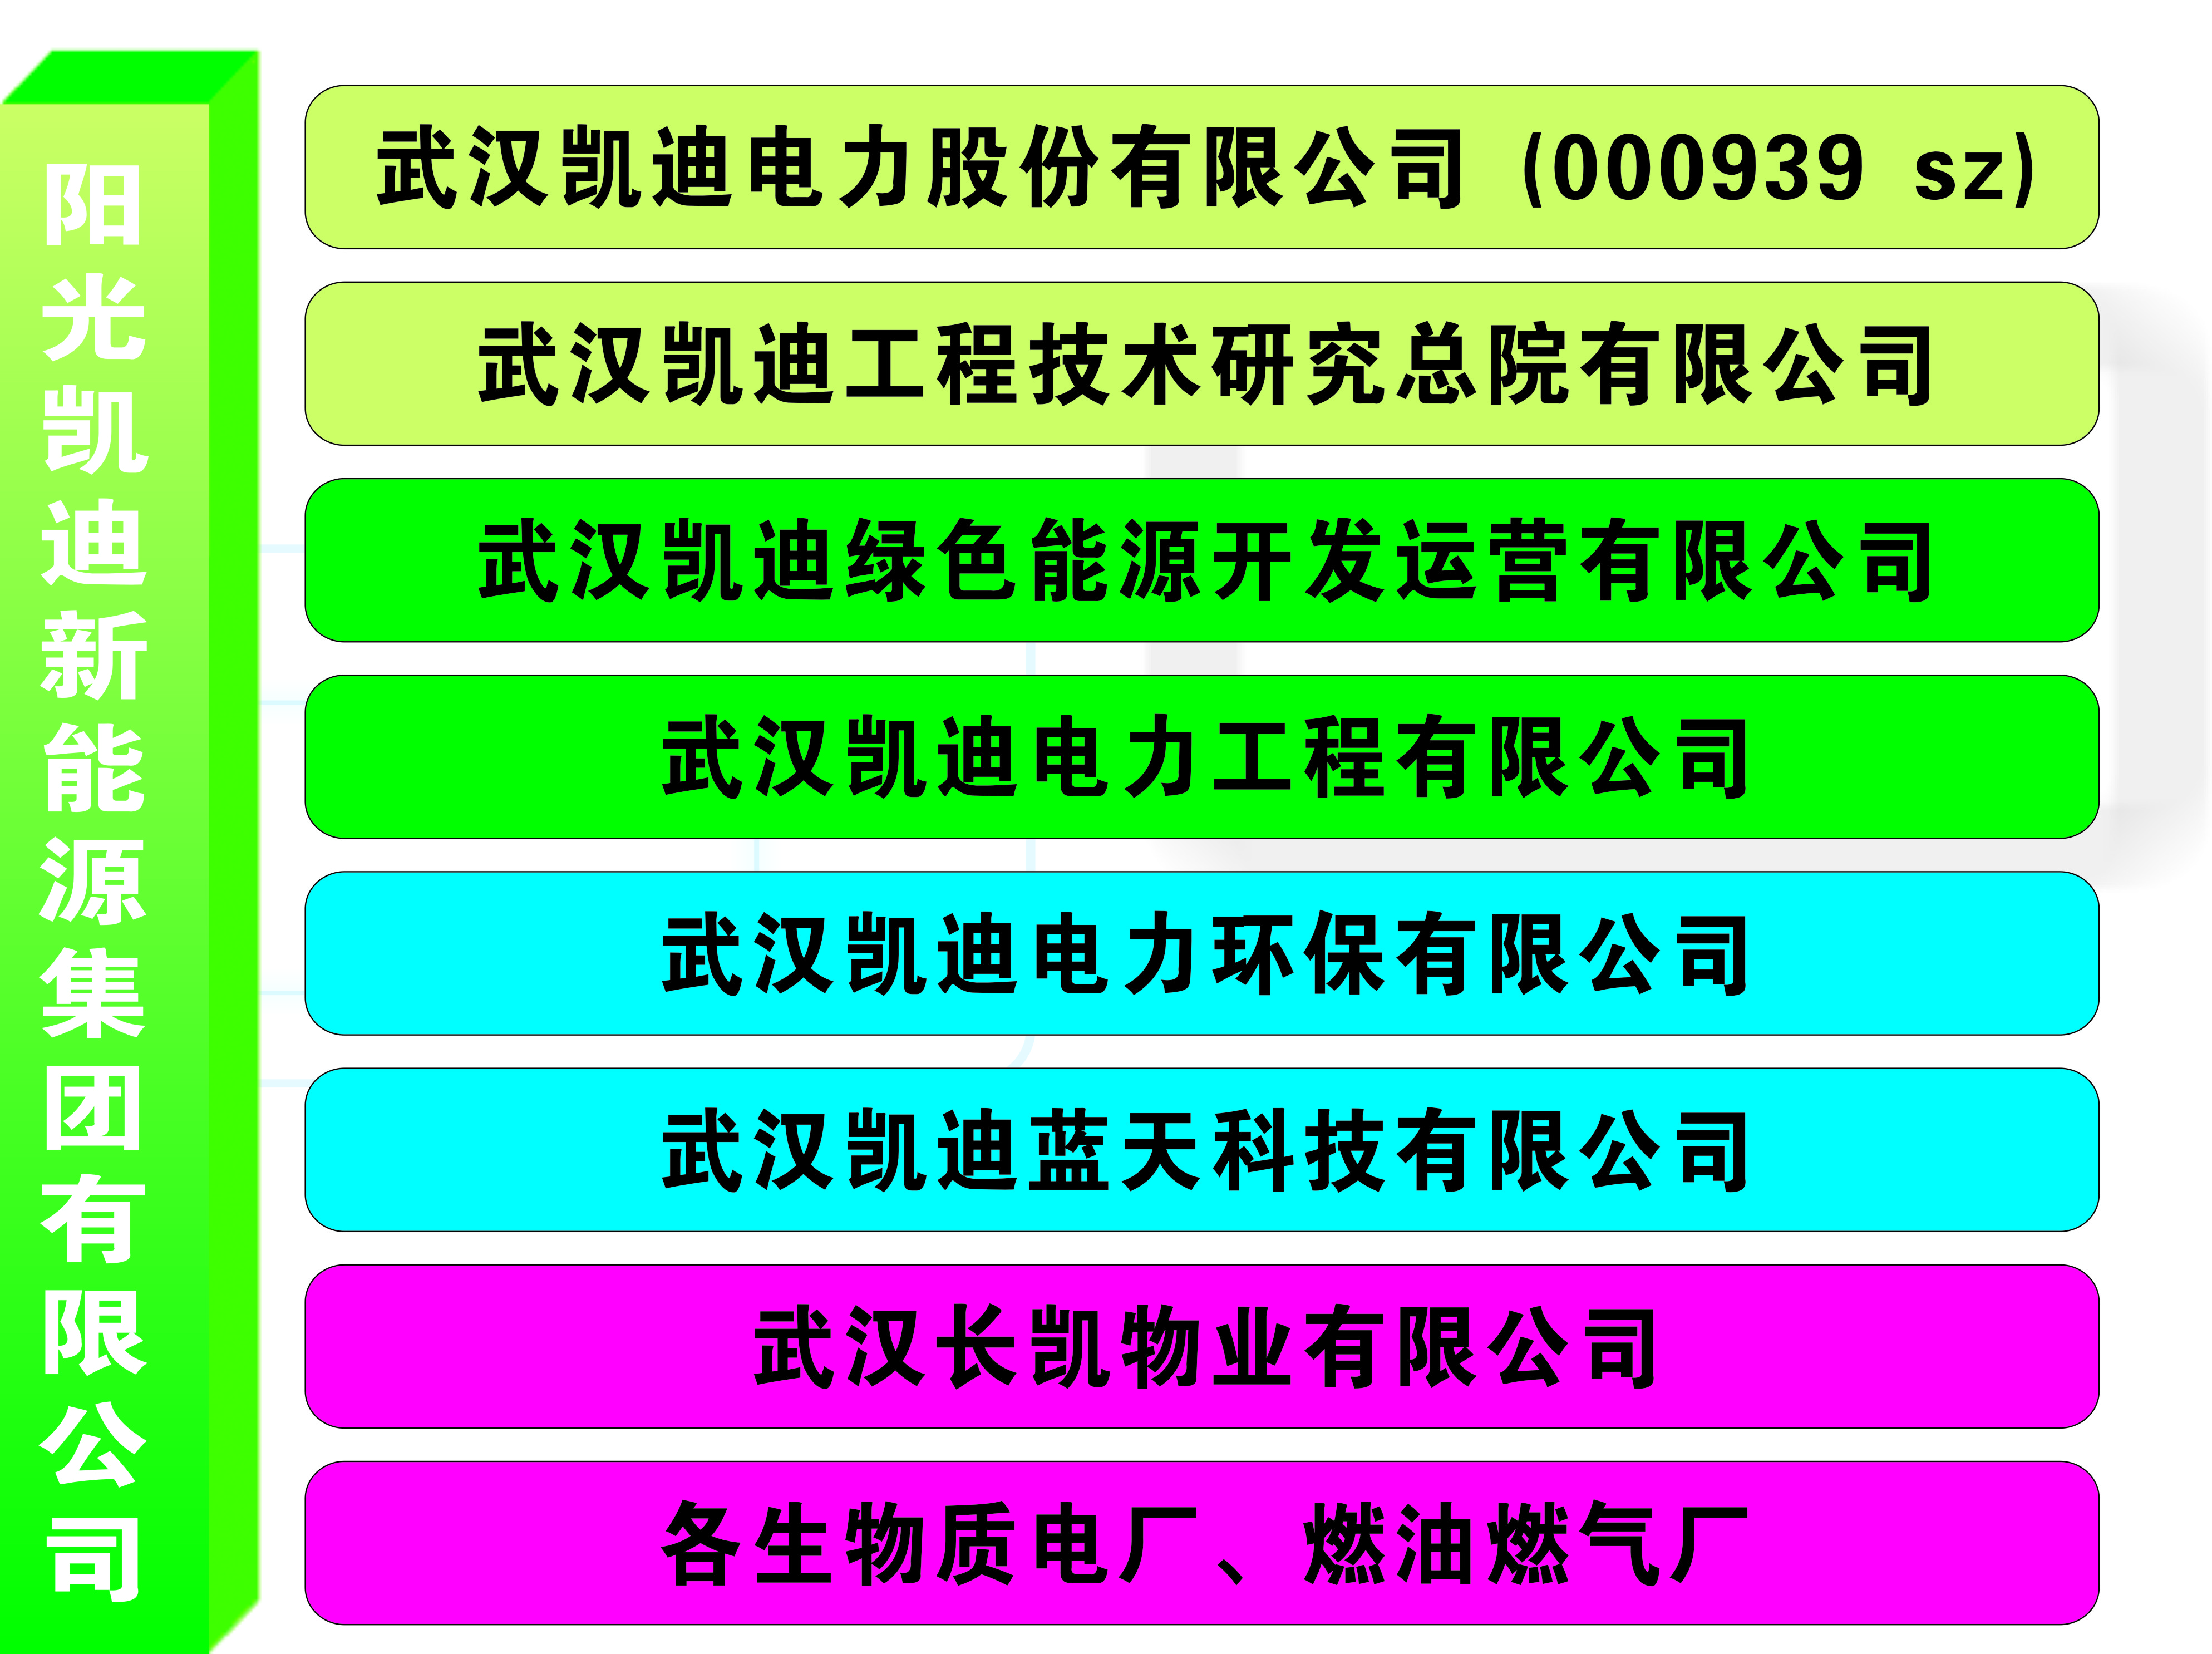 阳光凯迪新能源集团有限公司
武汉凯迪电力股份有限公司 (000939 sz)
武汉凯迪工程技术研究总院有限公司
武汉凯迪绿色能源开发运营有限公司
武汉凯迪电力工程有限公司
武汉凯迪电力环保有限公司
武汉凯迪蓝天科技有限公司
武汉长凯物业有限公司
各生物质电厂、燃油燃气厂